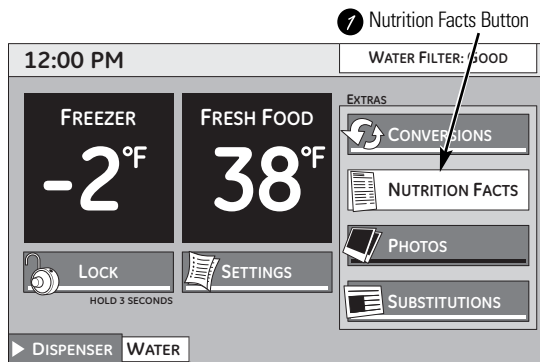 1 Nutrition Facts Button
12:00 PM
WATER FILTER: GOOD
FREEZER
-2°F
FRESH FOOD
38°F
EXTRAS
CONVERSIONS
NUTRITION FACTS
PHOTOS
SUBSTITUTIONS
LOCK
HOLD 3 SECONDS
SETTINGS
DISPENSER WATER